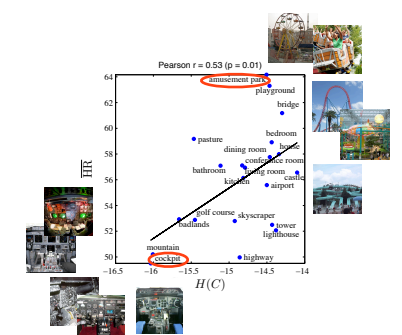 Pearson r = 0.53 (p = 0.01)
64
amusement park
playground
62
bridge
60
pasture
bedroom
house
58
dining room
conference room
bathroom
living room
kitchen
castle
56
airport
54
golf course
skyscraper
badlands
tower
52
lighthouse
mountain
cockpit
highway
50
−16.5
−16
−15.5
−15
−14.5
−14
H(C)
HR